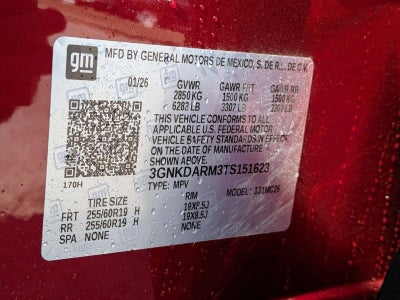 gm
MFD BY GENERAL MOTORS DE MEXICO, S. DE R.L. DE C.V.
01/26 GVWR GAWR FRT GAWR RR
2850 KG 1500 KG 1500 KG
6283 LB 3307 LB 3307 LB
THIS VEHICLE CONFORMS TO ALL
APPLICABLE U.S. FEDERAL MOTOR
VEHICLE SAFETY STANDARDS IN EFFECT
ON THE DATE OF MANUFACTURE
SHOWN ABOVE.
3GNKDARM3TS151623
170H TYPE: MPV MODEL: 331MC26
TIRE SIZE RIM
FRT 255/60R19 H 19X8.5J
RR 255/60R19 H 19X8.5J
SPA NONE NONE